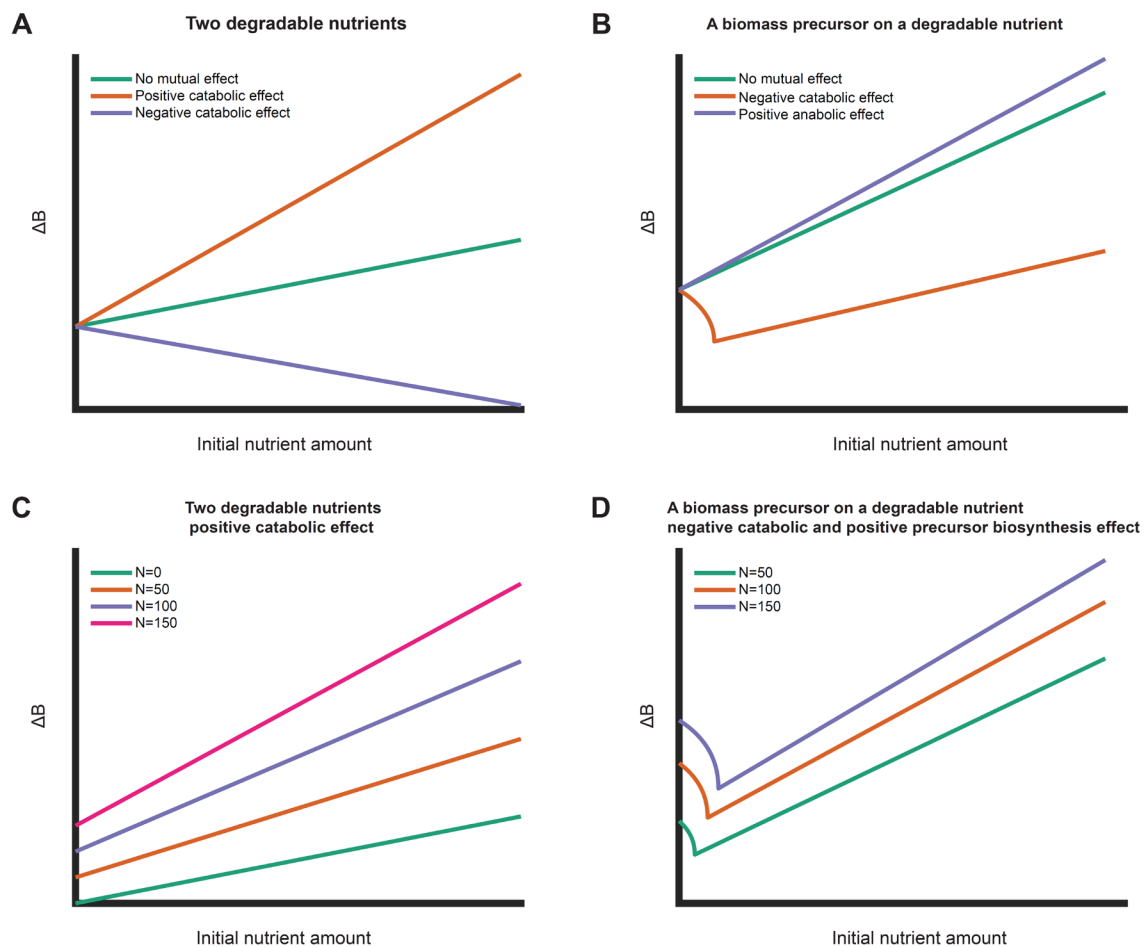 A
Two degradable nutrients
No mutual effect
Positive catabolic effect
Negative catabolic effect
ΔB
Initial nutrient amount
B
A biomass precursor on a degradable nutrient
No mutual effect
Negative catabolic effect
Positive anabolic effect
ΔB
Initial nutrient amount
C
Two degradable nutrients
positive catabolic effect
N=0
N=50
N=100
N=150
ΔB
Initial nutrient amount
D
A biomass precursor on a degradable nutrient
negative catabolic and positive precursor biosynthesis effect
N=50
N=100
N=150
ΔB
Initial nutrient amount